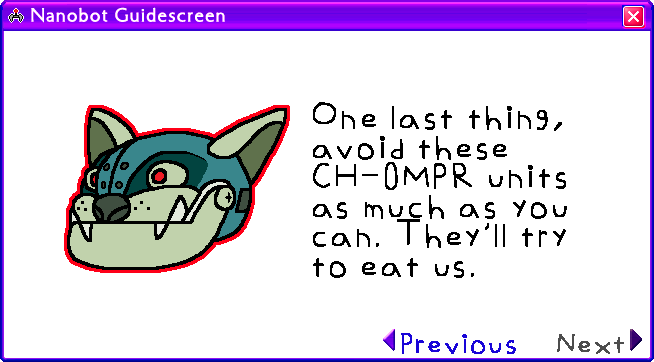 Nanobot Guidescreen
One last thing,
avoid these
CH-0MPR units
as much as you
can. They'll try
to eat us.
Previous Next